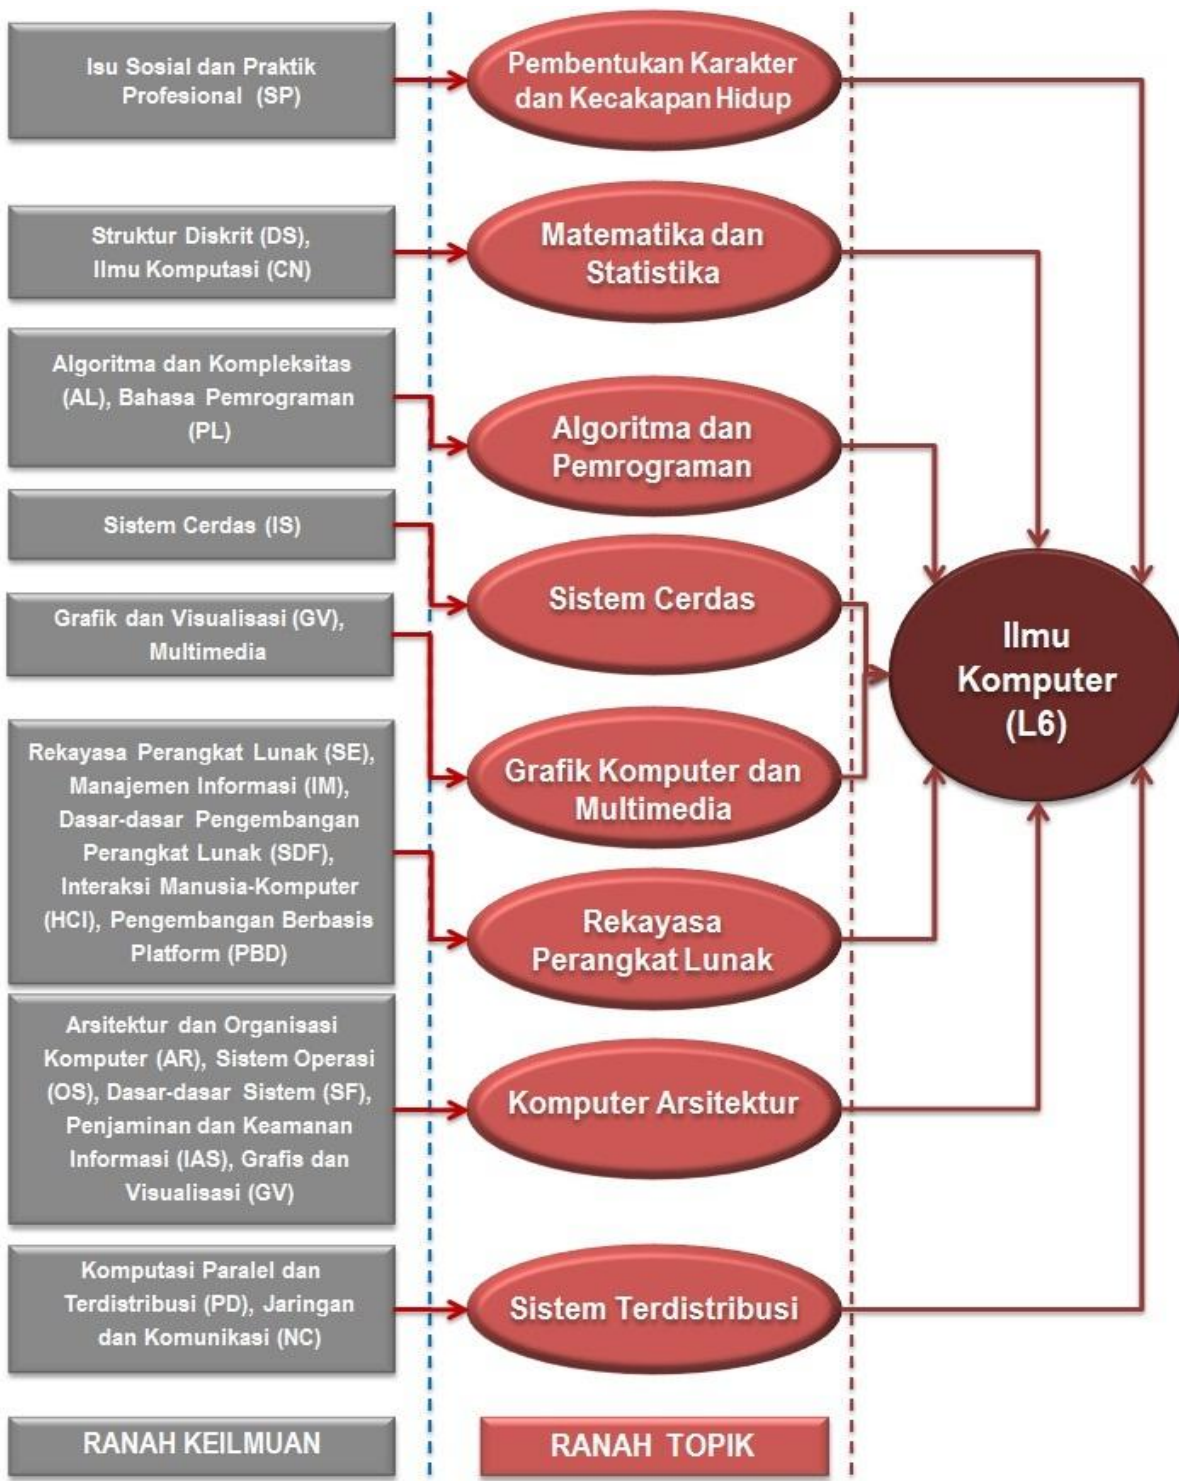 Isu Sosial dan Praktik
Profesional (SP)
Pembentukan Karakter
dan Kecakapan Hidup
Struktur Diskrit (DS),
Ilmu Komputasi (CN)
Matematika dan
Statistika
Algoritma dan Kompleksitas
(AL), Bahasa Pemrograman
(PL)
Algoritma dan
Pemrograman
Sistem Cerdas (IS)
Sistem Cerdas
Grafik dan Visualisasi (GV),
Multimedia
Grafik Komputer dan
Multimedia
Rekayasa Perangkat Lunak (SE),
Manajemen Informasi (IM),
Dasar-dasar Pengembangan
Perangkat Lunak (SDF),
Interaksi Manusia-Komputer
(HCI), Pengembangan Berbasis
Platform (PBD)
Rekayasa
Perangkat Lunak
Arsitektur dan Organisasi
Komputer (AR), Sistem Operasi
(OS), Dasar-dasar Sistem (SF),
Penjaminan dan Keamanan
Informasi (IAS), Grafis dan
Visualisasi (GV)
Komputer Arsitektur
Komputasi Paralel dan
Terdistribusi (PD), Jaringan
dan Komunikasi (NC)
Sistem Terdistribusi
Ilmu
Komputer
(L6)
RANAH KEILMUAN
RANAH TOPIK